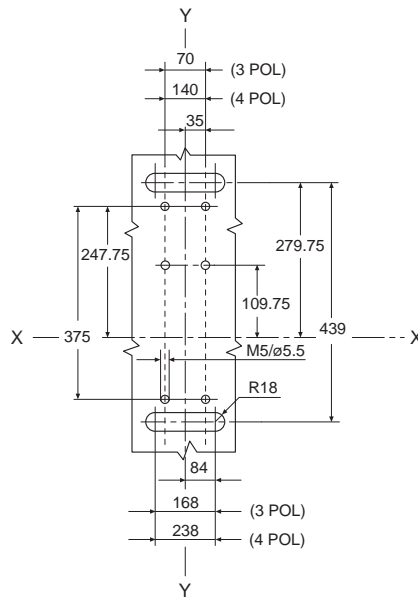 Y
70 (3 POL)
140 (4 POL)
35
247.75
279.75
109.75
X 375 439 X
M5/ø5.5
R18
84
168 (3 POL)
238 (4 POL)
Y